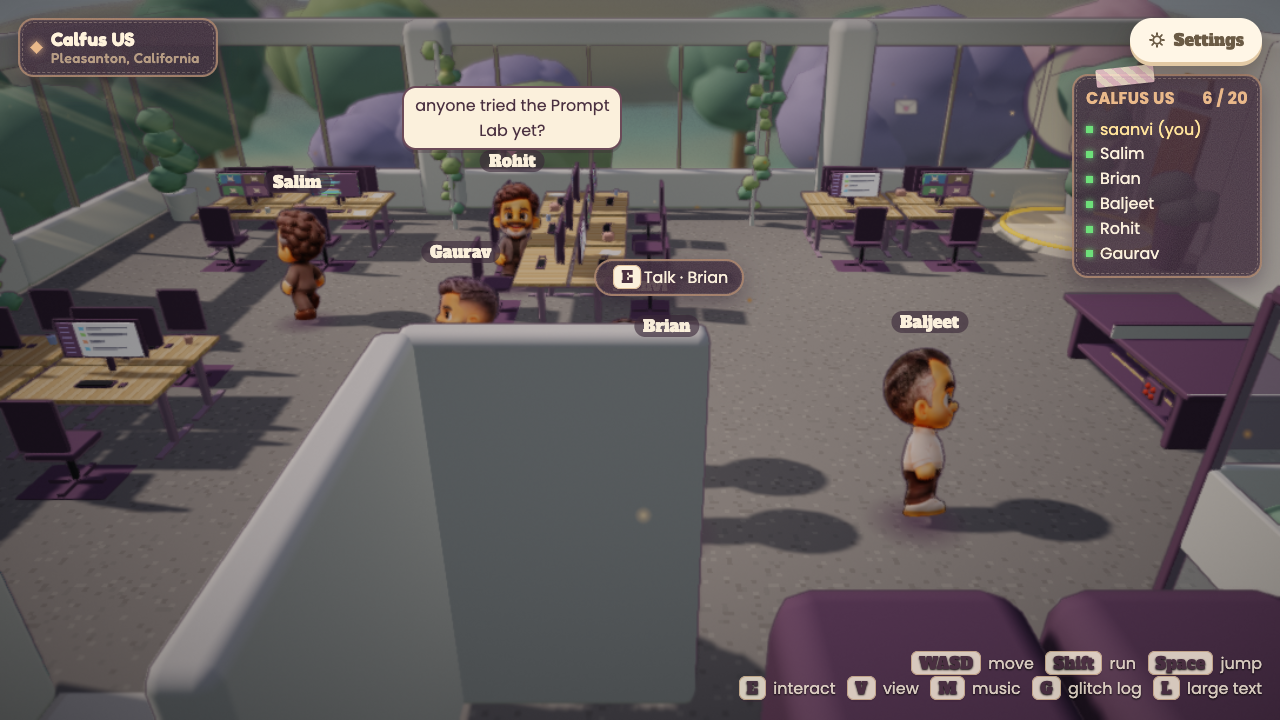 Calfus US
Pleasanton, California
Settings
CALFUS US 6 / 20
saanvi (you)
Salim
Brian
Baljeet
Rohit
Gaurav
anyone tried the Prompt
Lab yet?
Rohit
Salim
Gaurav
E Talk · Brian
Brian
Baljeet
WASD move Shift run Space jump
E interact V view M music G glitch log L large text